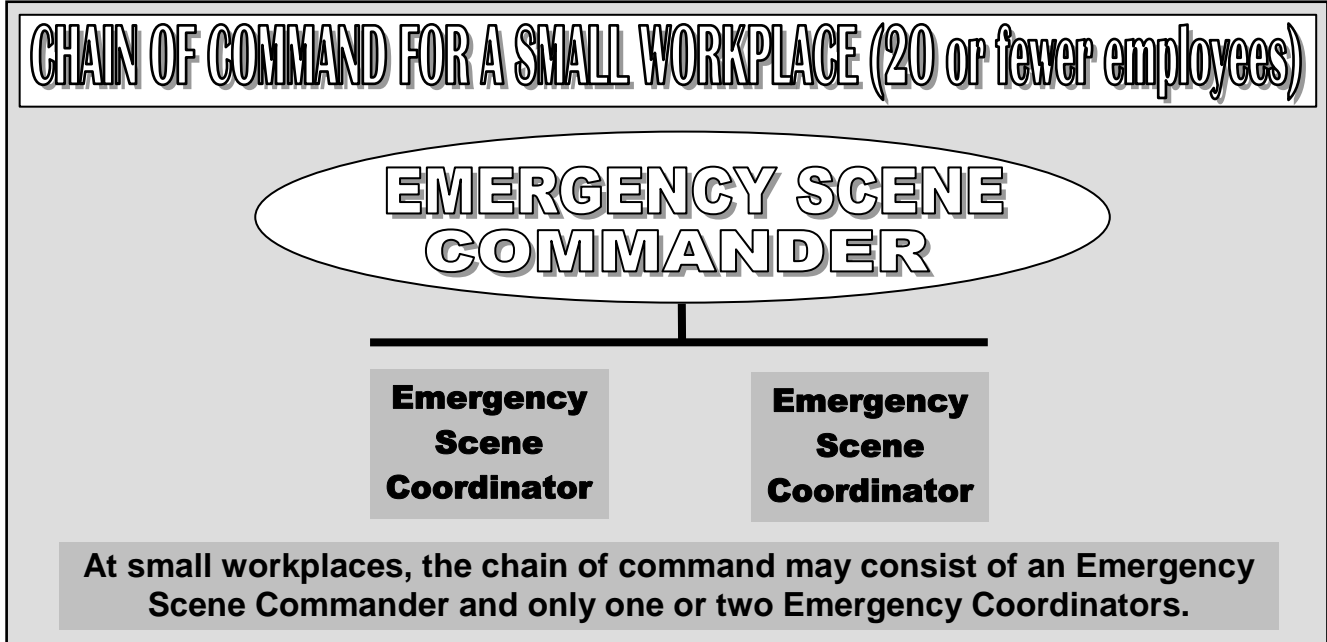 CHAIN OF COMMAND FOR A SMALL WORKPLACE (20 or fewer employees)
EMERGENCY SCENE
COMMANDER
Emergency
Scene
Coordinator
Emergency
Scene
Coordinator
At small workplaces, the chain of command may consist of an Emergency
Scene Commander and only one or two Emergency Coordinators.